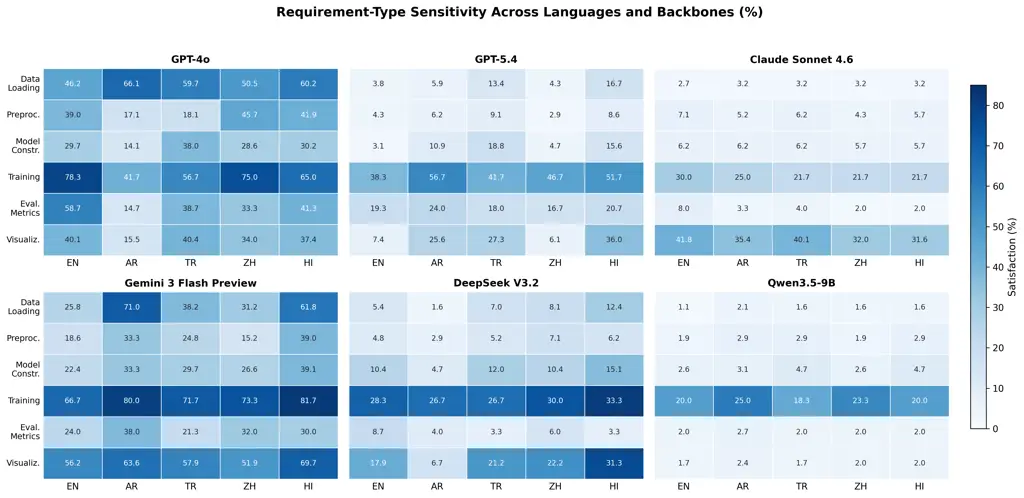 Requirement-Type Sensitivity Across Languages and Backbones (%)
GPT-4o
Data
Loading
46.2 66.1 59.7 50.5 60.2
Preproc.
39.0 17.1 18.1 45.7 41.9
Model
Constr.
29.7 14.1 38.0 28.6 30.2
Training
78.3 41.7 56.7 75.0 65.0
Eval.
Metrics
58.7 14.7 38.7 33.3 41.3
Visualiz.
40.1 15.5 40.4 34.0 37.4
EN AR TR ZH HI
GPT-5.4
3.8 5.9 13.4 4.3 16.7
4.3 6.2 9.1 2.9 8.6
3.1 10.9 18.8 4.7 15.6
38.3 56.7 41.7 46.7 51.7
19.3 24.0 18.0 16.7 20.7
7.4 25.6 27.3 6.1 36.0
EN AR TR ZH HI
Claude Sonnet 4.6
2.7 3.2 3.2 3.2 3.2
7.1 5.2 6.2 4.3 5.7
6.2 6.2 6.2 5.7 5.7
30.0 25.0 21.7 21.7 21.7
8.0 3.3 4.0 2.0 2.0
41.8 35.4 40.1 32.0 31.6
EN AR TR ZH HI
Gemini 3 Flash Preview
Data
Loading
25.8 71.0 38.2 31.2 61.8
Preproc.
18.6 33.3 24.8 15.2 39.0
Model
Constr.
22.4 33.3 29.7 26.6 39.1
Training
66.7 80.0 71.7 73.3 81.7
Eval.
Metrics
24.0 38.0 21.3 32.0 30.0
Visualiz.
56.2 63.6 57.9 51.9 69.7
EN AR TR ZH HI
DeepSeek V3.2
5.4 1.6 7.0 8.1 12.4
4.8 2.9 5.2 7.1 6.2
10.4 4.7 12.0 10.4 15.1
28.3 26.7 26.7 30.0 33.3
8.7 4.0 3.3 6.0 3.3
17.9 6.7 21.2 22.2 31.3
EN AR TR ZH HI
Qwen3.5-9B
1.1 2.1 1.6 1.6 1.6
1.9 2.9 1.9 2.9 2.9
2.6 3.1 4.7 2.6 4.7
20.0 25.0 18.3 23.3 20.0
2.0 2.7 2.0 2.0 2.0
1.7 2.4 1.7 2.0 2.0
EN AR TR ZH HI
80
70
60
50
40
30
20
10
0
Satisfaction (%)